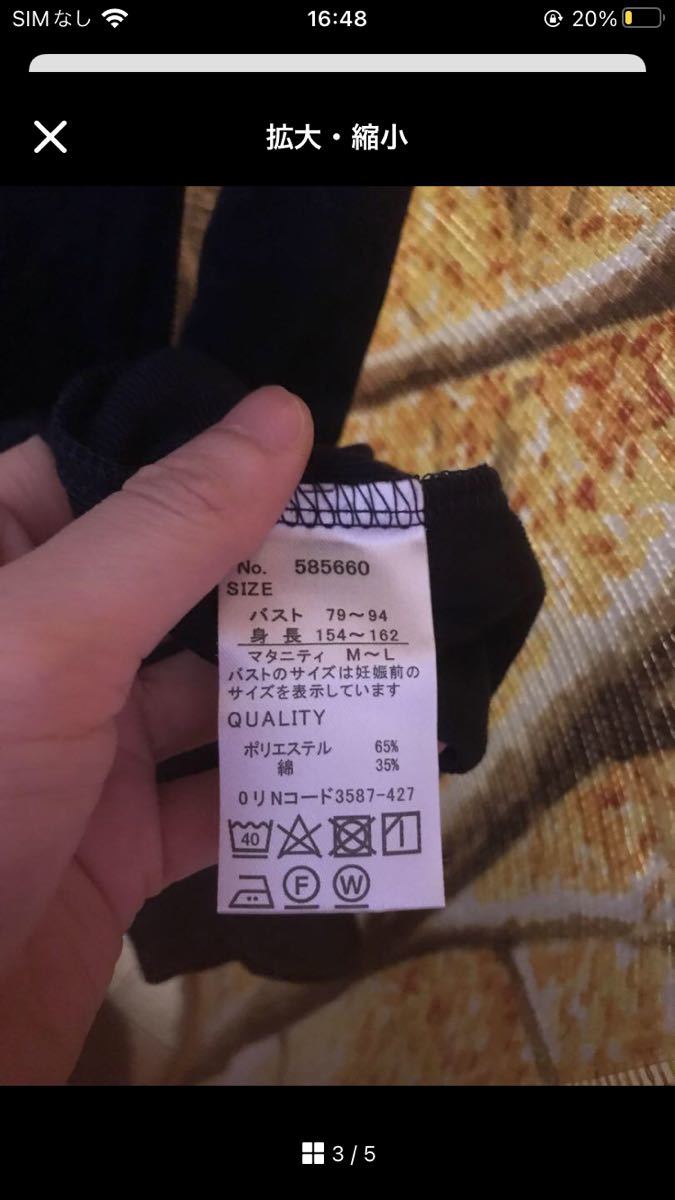 SIMなし 16:48 20%
拡大・縮小
No. 585660
SIZE
バスト 79～94
身長 154～162
マタニティ M～L
バストのサイズは妊娠前の
サイズを表示しています
QUALITY
ポリエステル 65%
綿 35%
0リNコード3587-427
40
F W
3 / 5